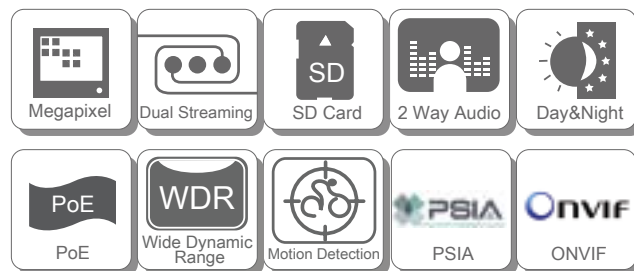 SD
Megapixel
Dual Streaming
SD Card
2 Way Audio
Day&Night
PoE
WDR
PSIA
ONVIF
PoE
Wide Dynamic
Range
Motion Detection
PSIA
ONVIF